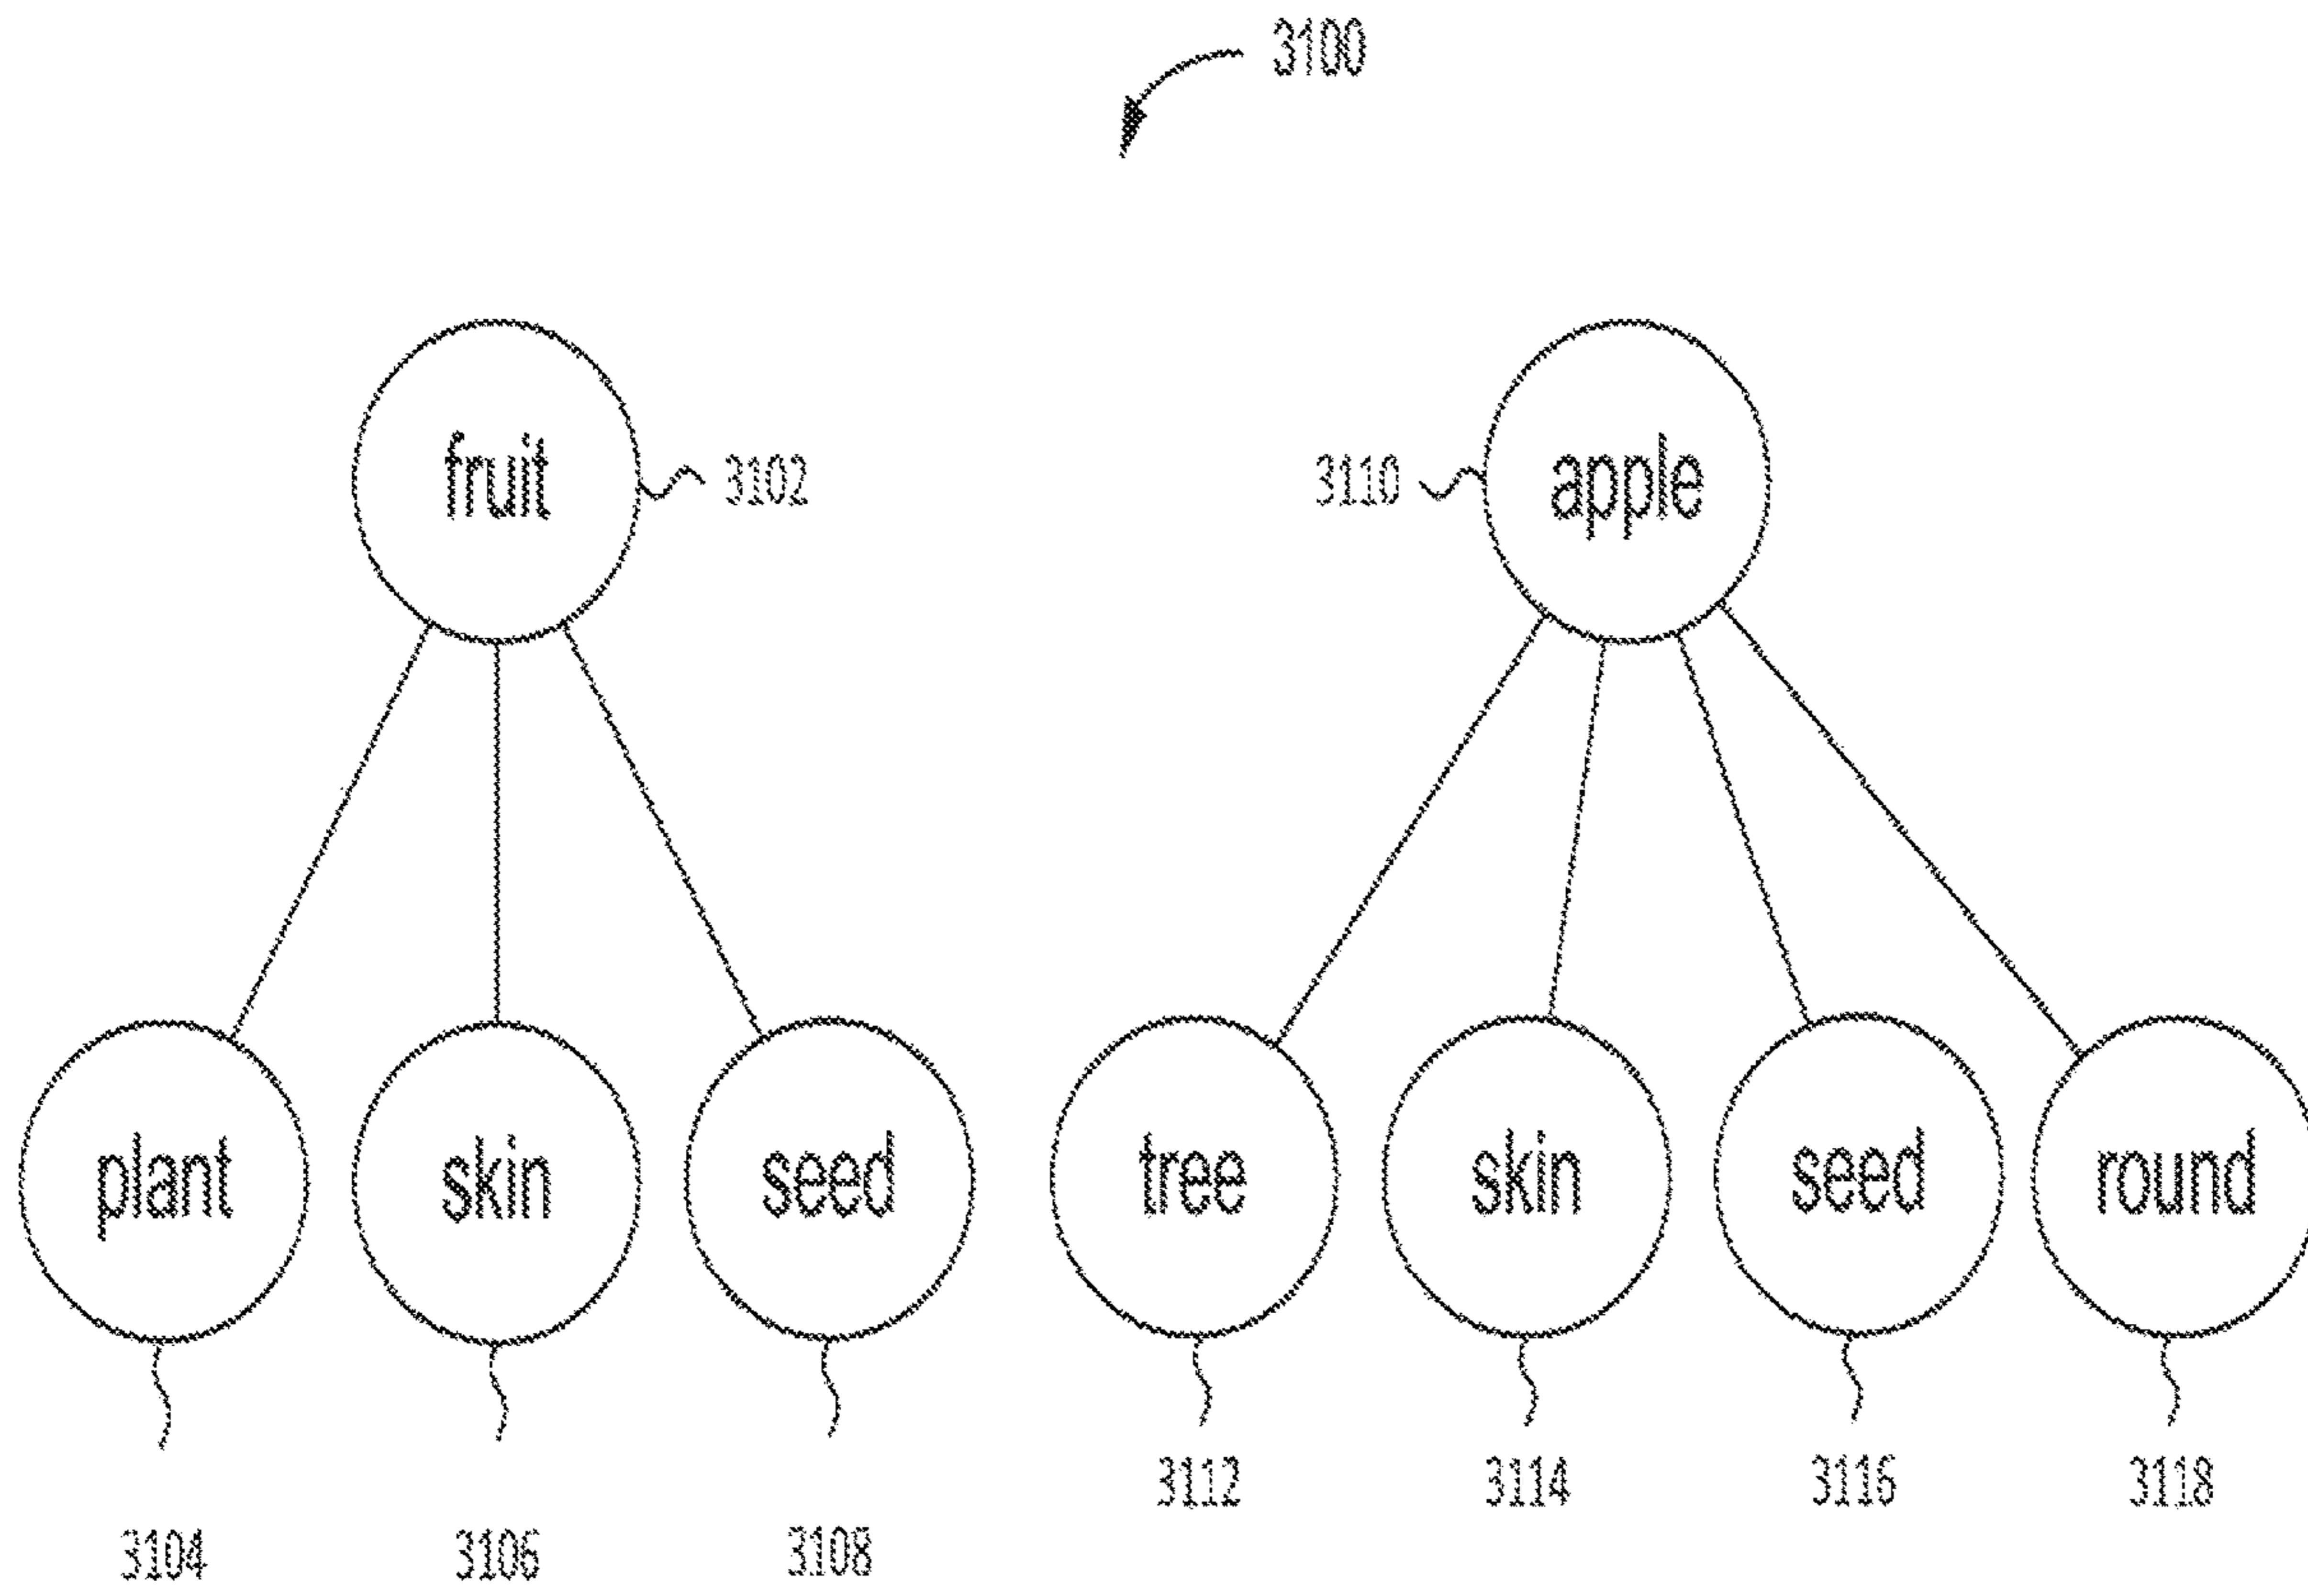 3100
fruit
3102
3110
apple
plant
skin
seed
tree
skin
seed
round
3112
3114
3116
3118
3104
3106
3108